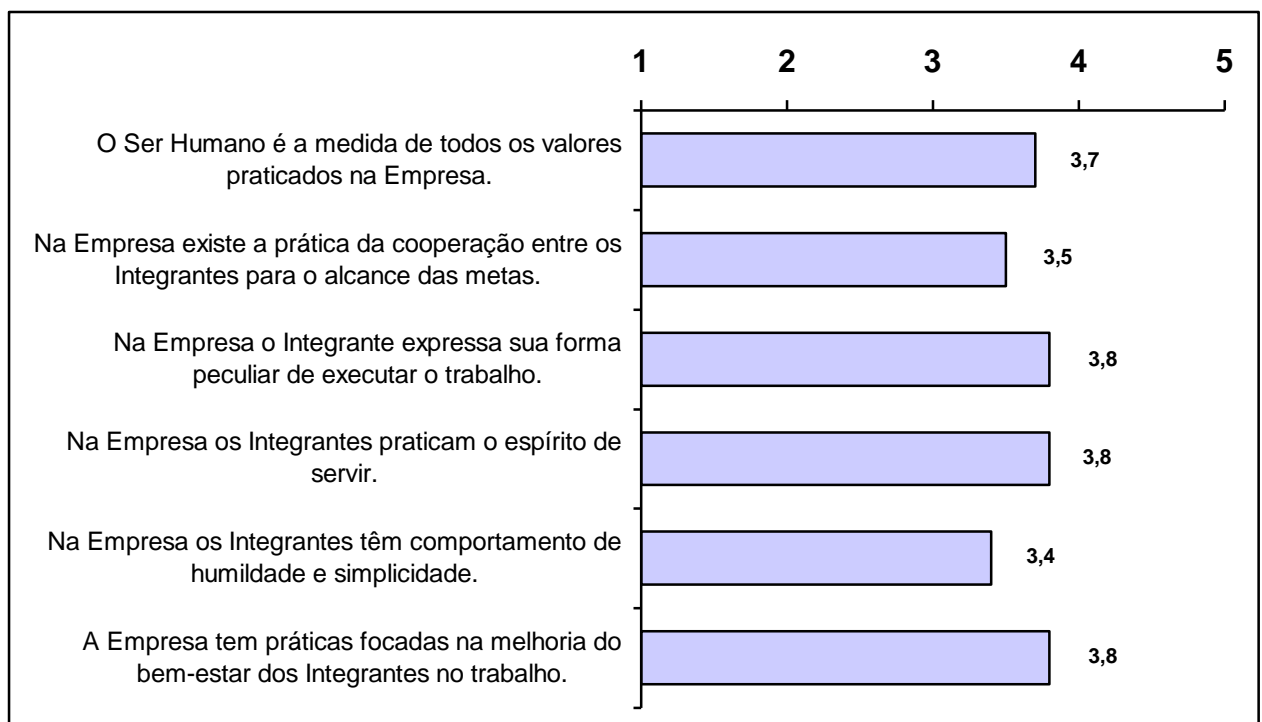 1 2 3 4 5
O Ser Humano é a medida de todos os valores
praticados na Empresa.
3,7
Na Empresa existe a prática da cooperação entre os
Integrantes para o alcance das metas.
3,5
Na Empresa o Integrante expressa sua forma
peculiar de executar o trabalho.
3,8
Na Empresa os Integrantes praticam o espírito de
servir.
3,8
Na Empresa os Integrantes têm comportamento de
humildade e simplicidade.
3,4
A Empresa tem práticas focadas na melhoria do
bem-estar dos Integrantes no trabalho.
3,8